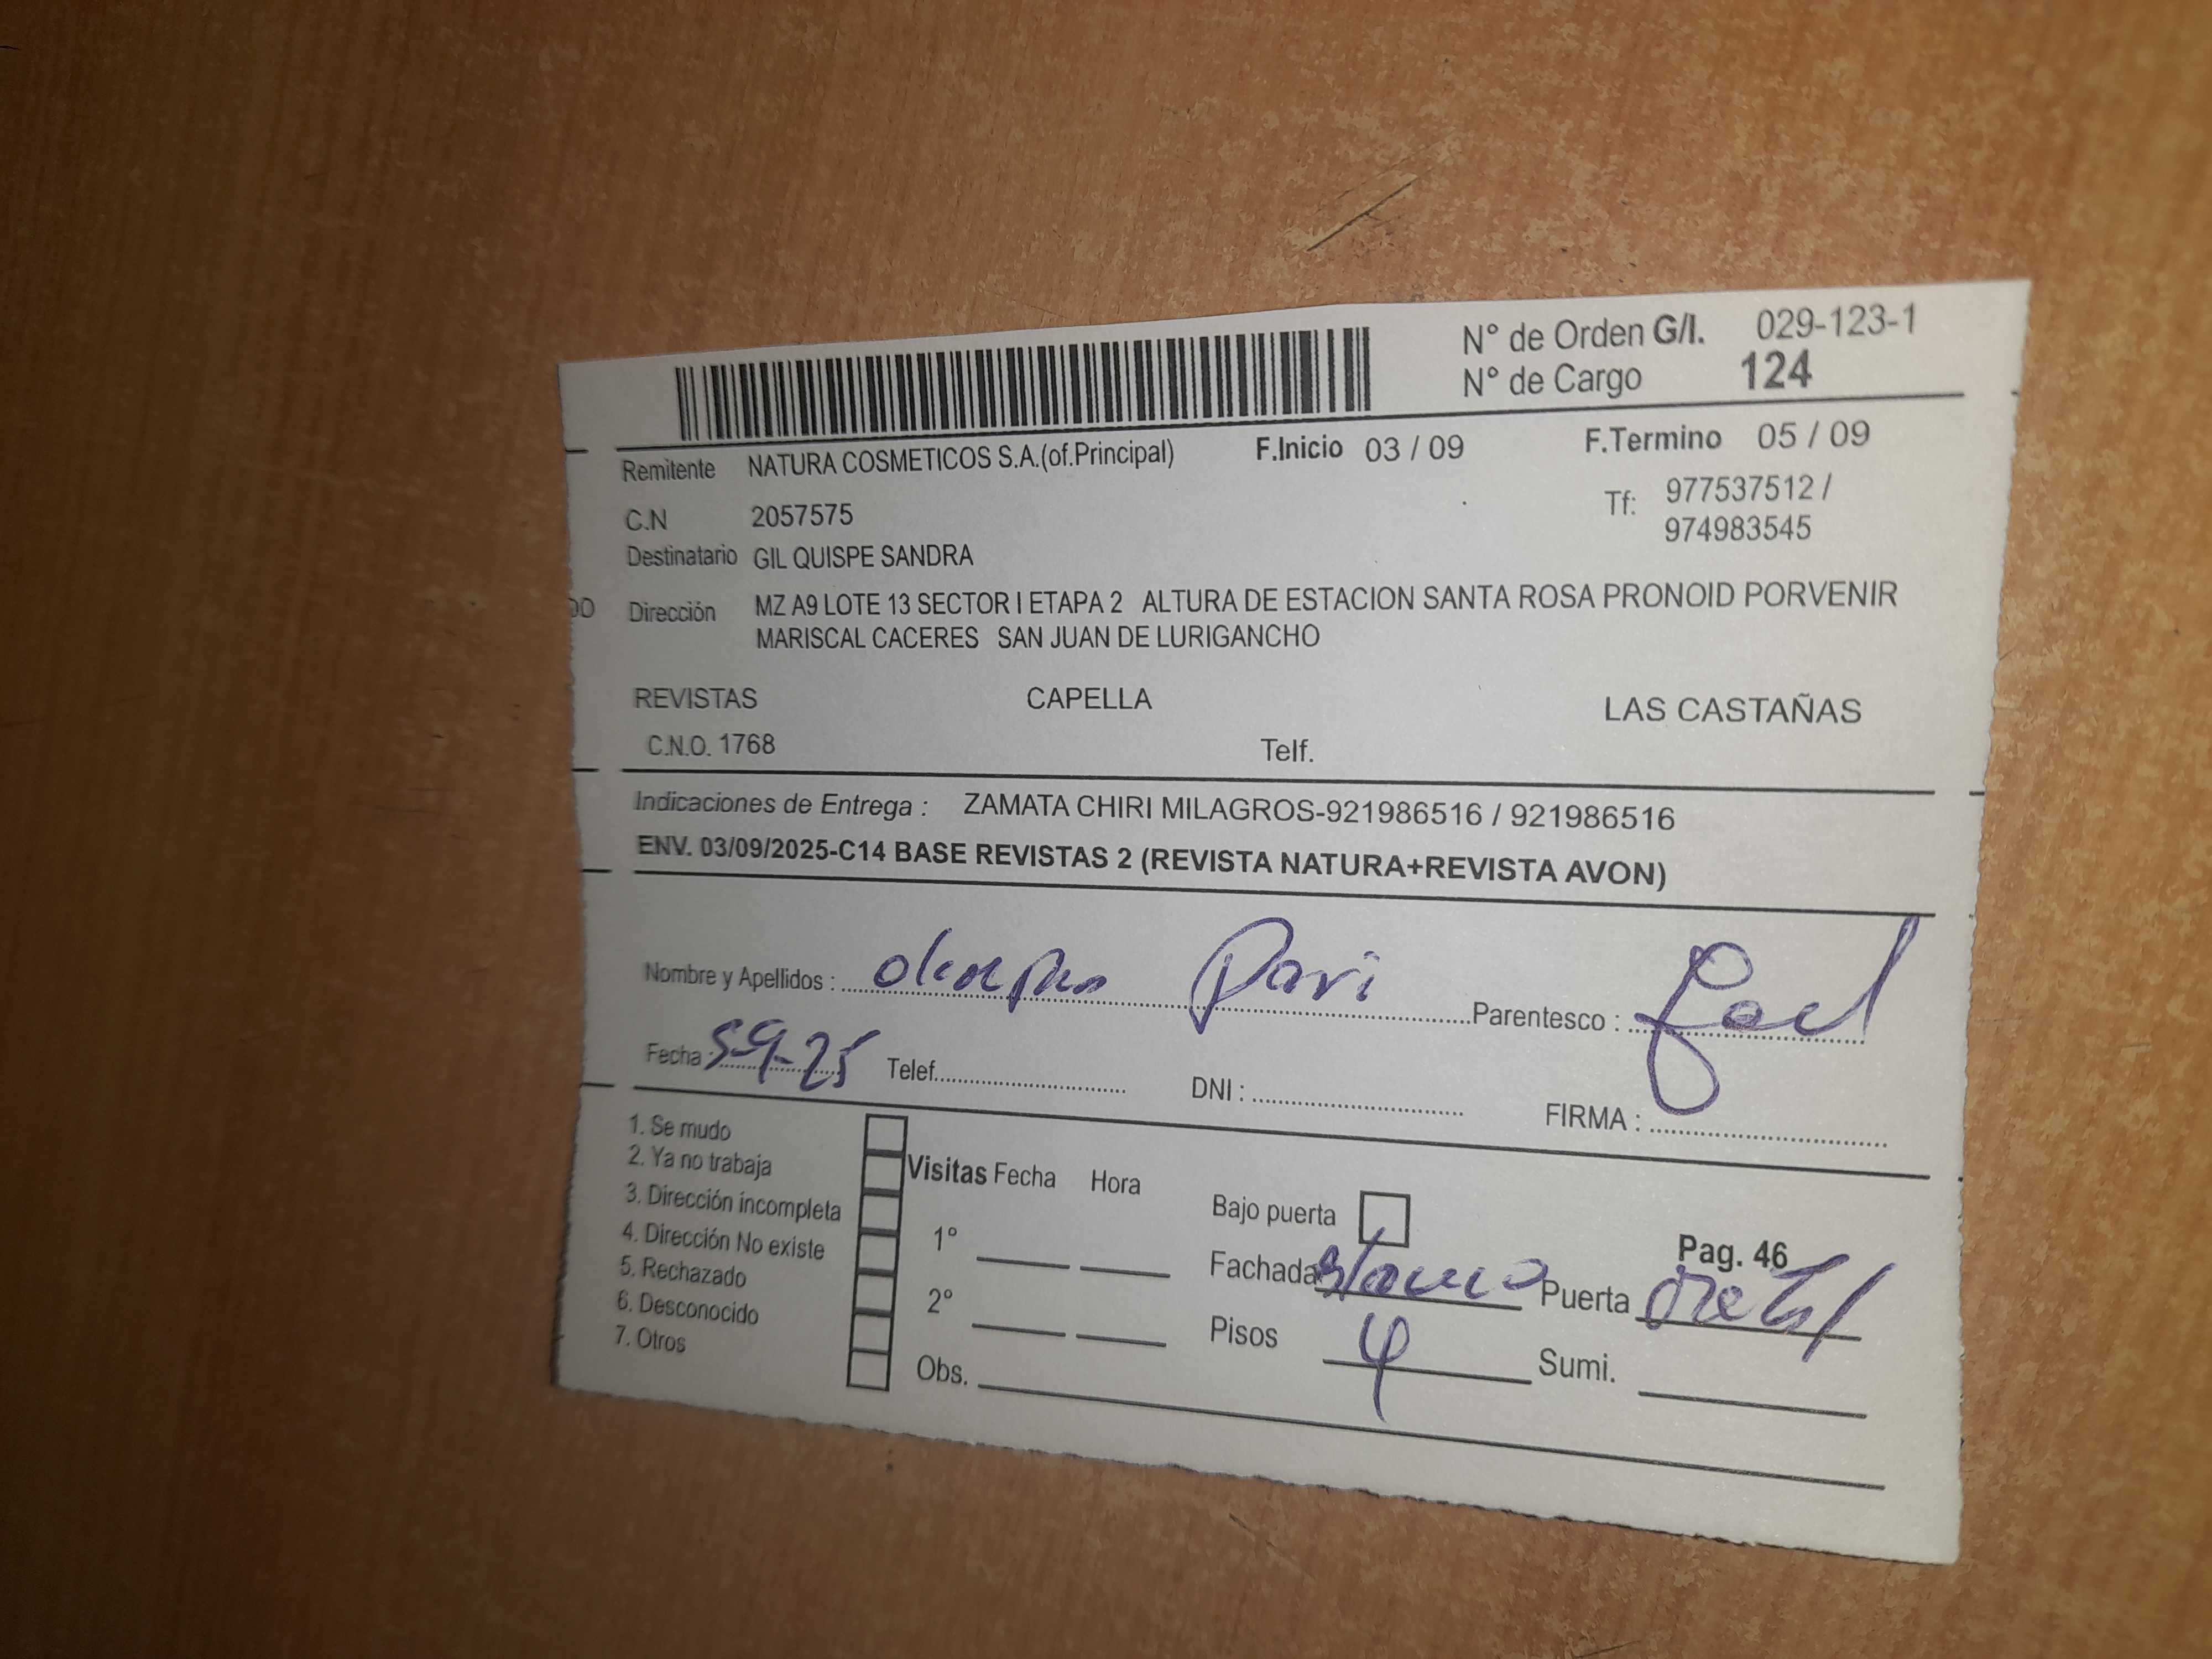 N° de Orden G/I. 029-123-1
N° de Cargo 124
Remitente NATURA COSMETICOS S.A.(of.Principal) F.Inicio 03 / 09 F.Termino 05 / 09
C.N 2057575 Tf: 977537512 /
974983545
Destinatario GIL QUISPE SANDRA
DO Dirección MZ A9 LOTE 13 SECTOR I ETAPA 2 ALTURA DE ESTACION SANTA ROSA PRONOID PORVENIR
MARISCAL CACERES SAN JUAN DE LURIGANCHO
REVISTAS CAPELLA LAS CASTAÑAS
C.N.O. 1768 Telf.
Indicaciones de Entrega : ZAMATA CHIRI MILAGROS-921986516 / 921986516
ENV. 03/09/2025-C14 BASE REVISTAS 2 (REVISTA NATURA+REVISTA AVON)
Nombre y Apellidos : Pari Parentesco :
Fecha : 5-9-25 Telef. DNI : FIRMA :
1. Se mudo
2. Ya no trabaja
3. Dirección incompleta
4. Dirección No existe
5. Rechazado
6. Desconocido
7. Otros
Visitas Fecha Hora
1°
2°
Obs.
Bajo puerta
Pag. 46
Fachada Puerta
Pisos 4 Sumi.